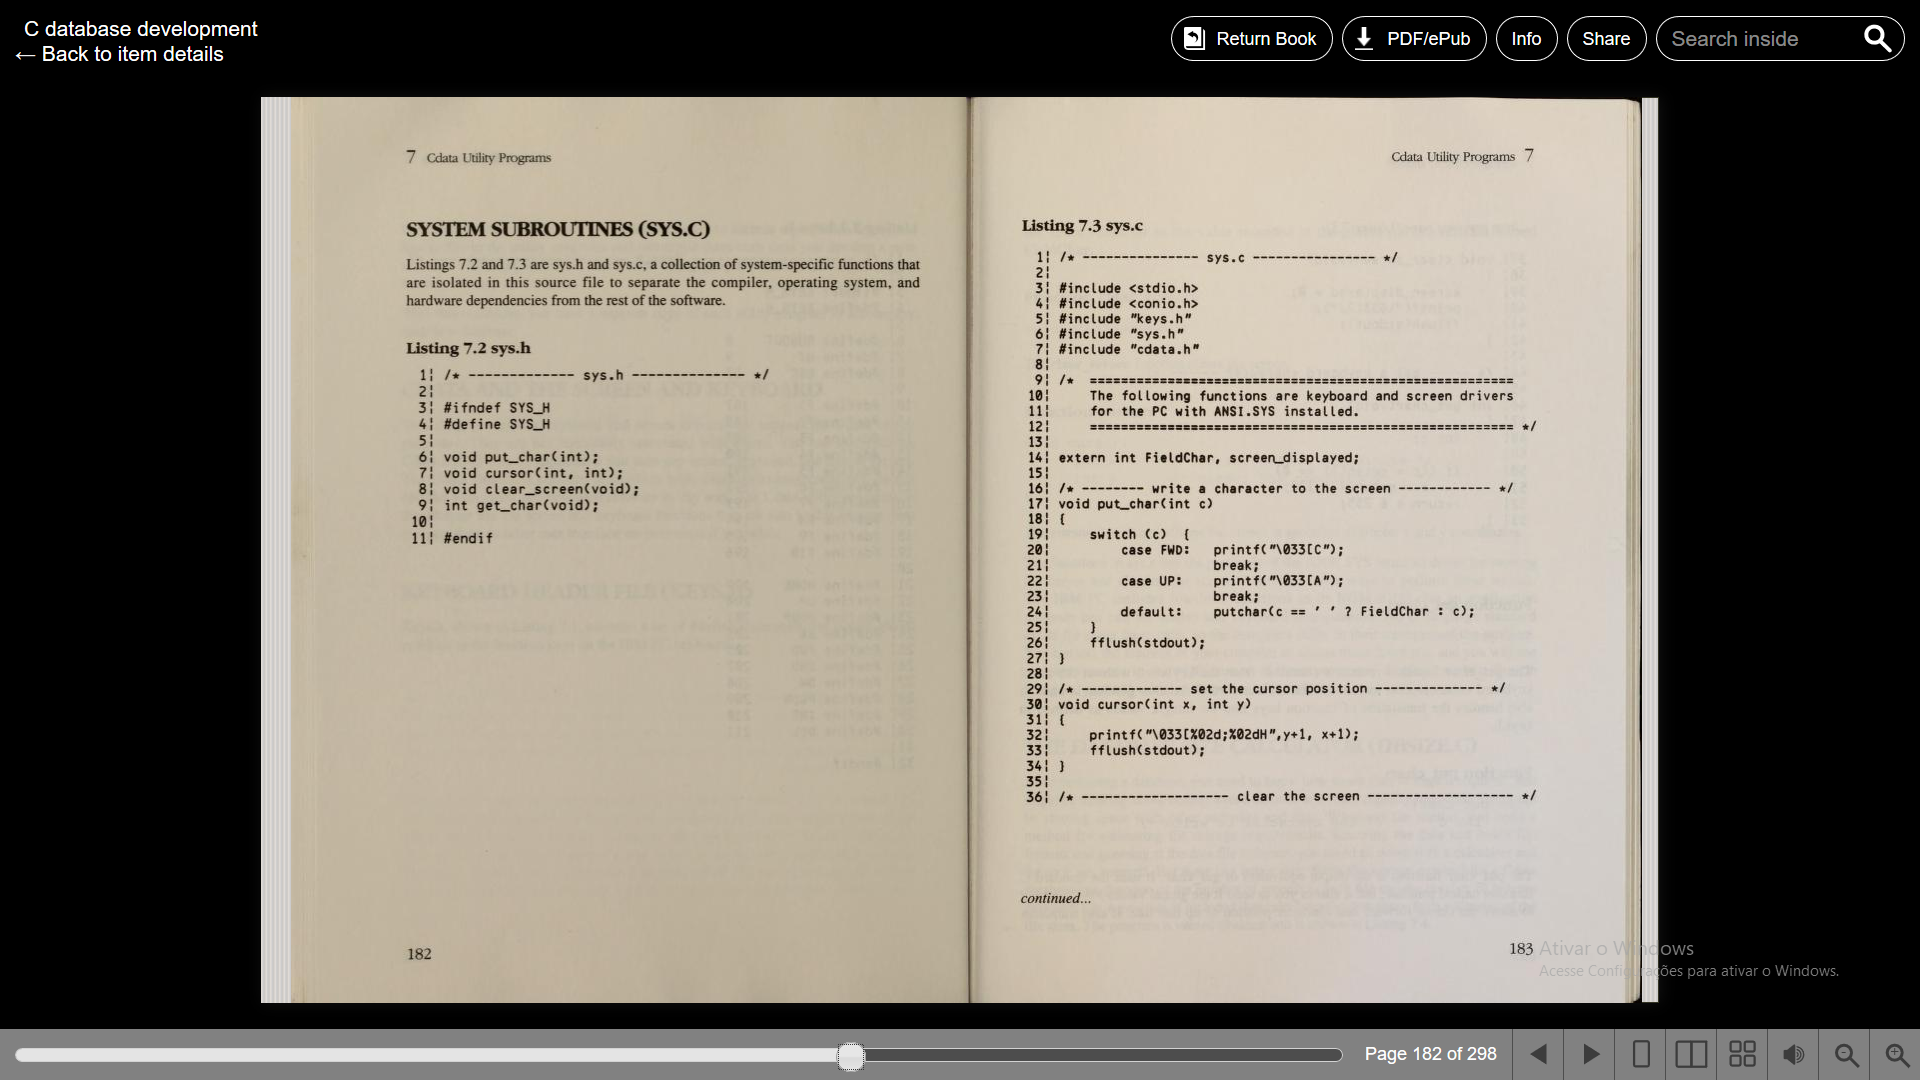 C database development
← Back to item details
Return Book
PDF/ePub
Info
Share
Search inside
7 Cdata Utility Programs
SYSTEM SUBROUTINES (SYS.C)
Listings 7.2 and 7.3 are sys.h and sys.c, a collection of system-specific functions that
are isolated in this source file to separate the compiler, operating system, and
hardware dependencies from the rest of the software.
Listing 7.2 sys.h
1¦ /* ------------- sys.h -------------- */
2¦
3¦ #ifndef SYS_H
4¦ #define SYS_H
5¦
6¦ void put_char(int);
7¦ void cursor(int, int);
8¦ void clear_screen(void);
9¦ int get_char(void);
10¦
11¦ #endif
182
Cdata Utility Programs 7
Listing 7.3 sys.c
1¦ /* --------------- sys.c ---------------- */
2¦
3¦ #include <stdio.h>
4¦ #include <conio.h>
5¦ #include "keys.h"
6¦ #include "sys.h"
7¦ #include "cdata.h"
8¦
9¦ /* =======================================================
10¦     The following functions are keyboard and screen drivers
11¦     for the PC with ANSI.SYS installed.
12¦     ======================================================= */
13¦
14¦ extern int FieldChar, screen_displayed;
15¦
16¦ /* -------- write a character to the screen ------------ */
17¦ void put_char(int c)
18¦ {
19¦     switch (c) {
20¦         case FWD:   printf("\033[C");
21¦                     break;
22¦         case UP:    printf("\033[A");
23¦                     break;
24¦         default:    putchar(c == ' ' ? FieldChar : c);
25¦     }
26¦     fflush(stdout);
27¦ }
28¦
29¦ /* ------------- set the cursor position -------------- */
30¦ void cursor(int x, int y)
31¦ {
32¦     printf("\033[%02d;%02dH",y+1, x+1);
33¦     fflush(stdout);
34¦ }
35¦
36¦ /* ------------------- clear the screen ------------------- */
continued...
183
Ativar o Windows
Acesse Configurações para ativar o Windows.
Page 182 of 298